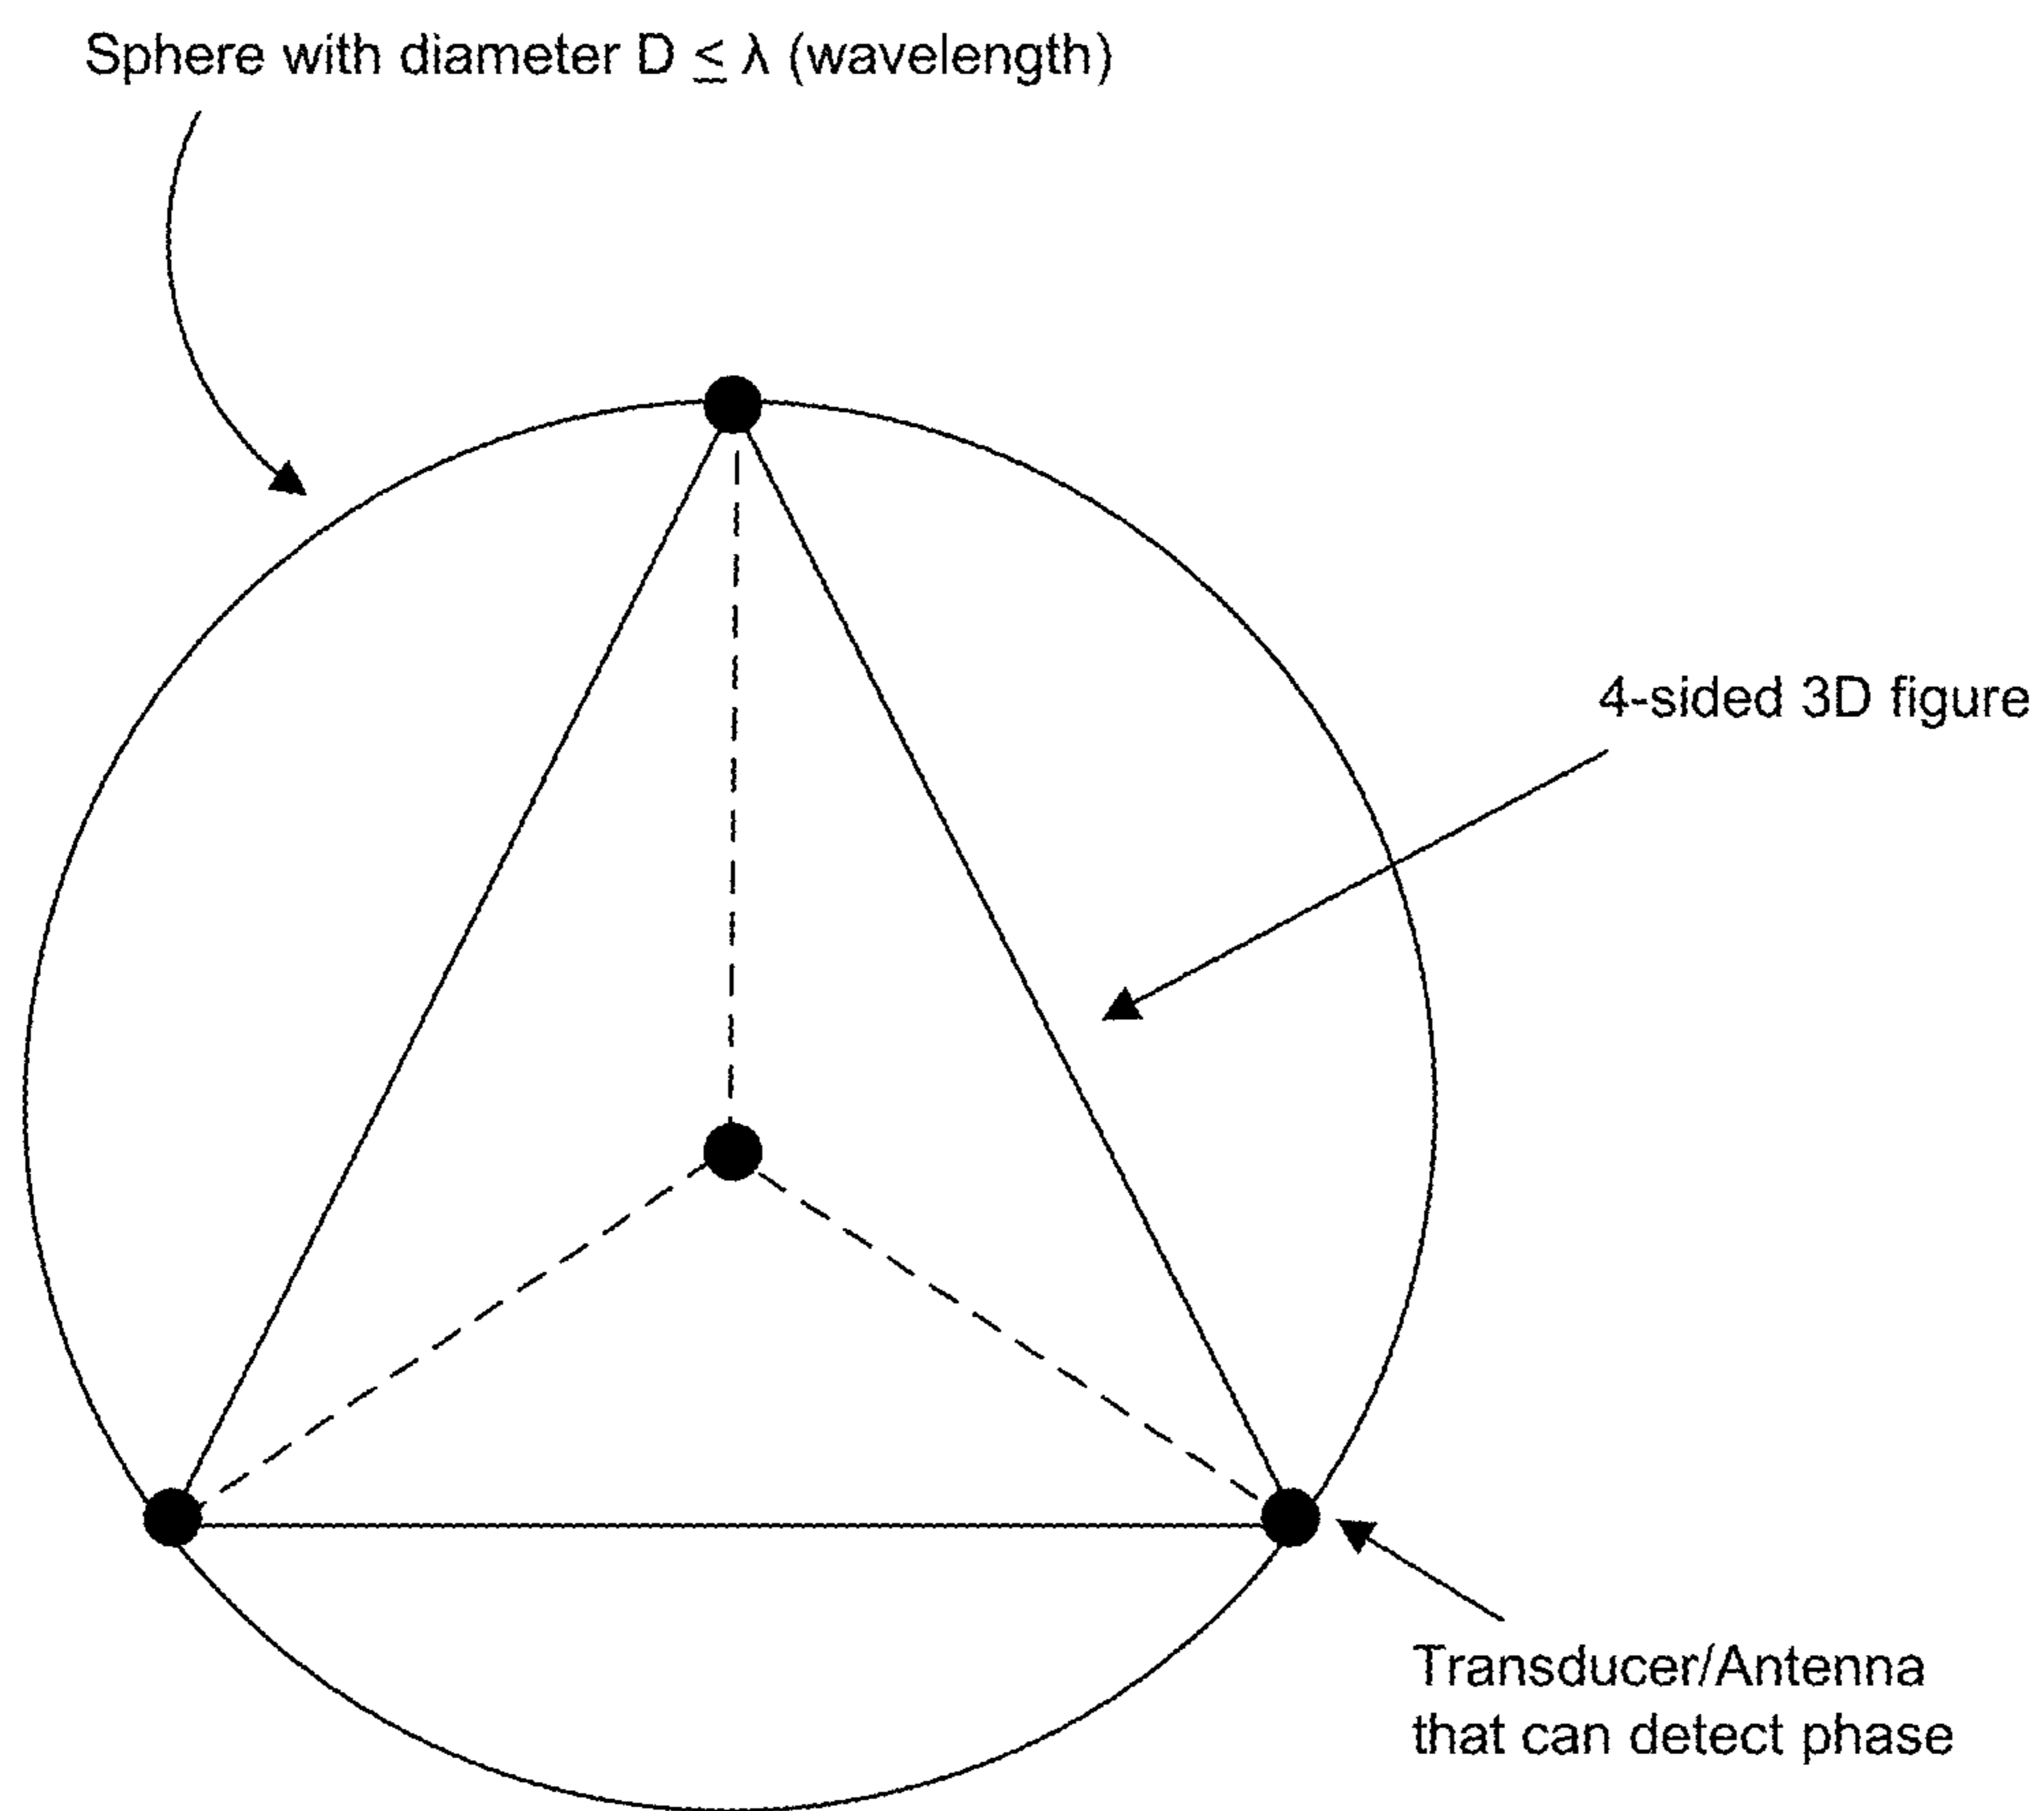 Sphere with diameter D ≤ λ (wavelength)
4-sided 3D figure
Transducer/Antenna
that can detect phase